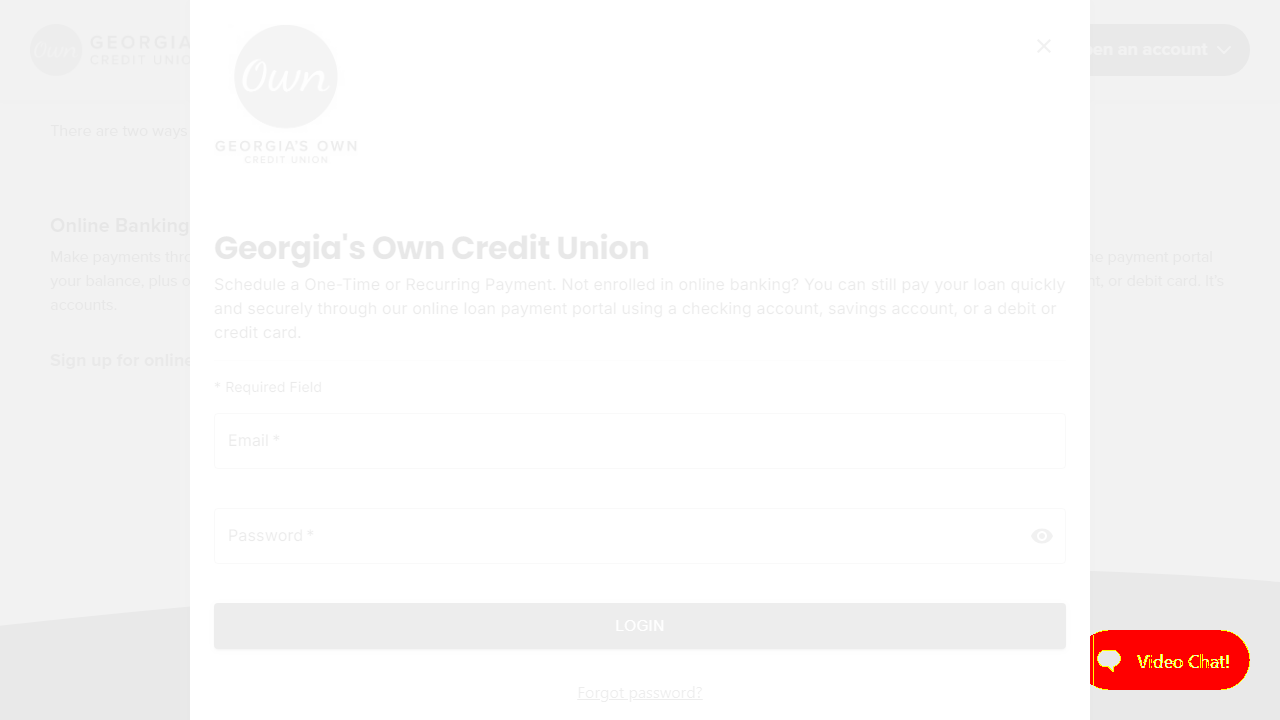 Own
GEORGIA
CREDIT UNION
en an account
There are two ways
Own
GEORGIA'S OWN
CREDIT UNION
Online Banking
Make payments thro
your balance, plus o
accounts.
Sign up for online
Georgia's Own Credit Union
Schedule a One-Time or Recurring Payment. Not enrolled in online banking? You can still pay your loan quickly
and securely through our online loan payment portal using a checking account, savings account, or a debit or
credit card.
* Required Field
Email *
Password *
LOGIN
Forgot password?
ne payment portal.
nt, or debit card. It's
Video Chat!